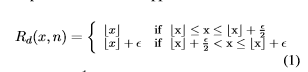 R_d(x, n) = { ⌊x⌋ if ⌊x⌋ ≤ x ≤ ⌊x⌋ + ϵ/2
⌊x⌋ + ϵ if ⌊x⌋ + ϵ/2 < x ≤ ⌊x⌋ + ϵ
(1)